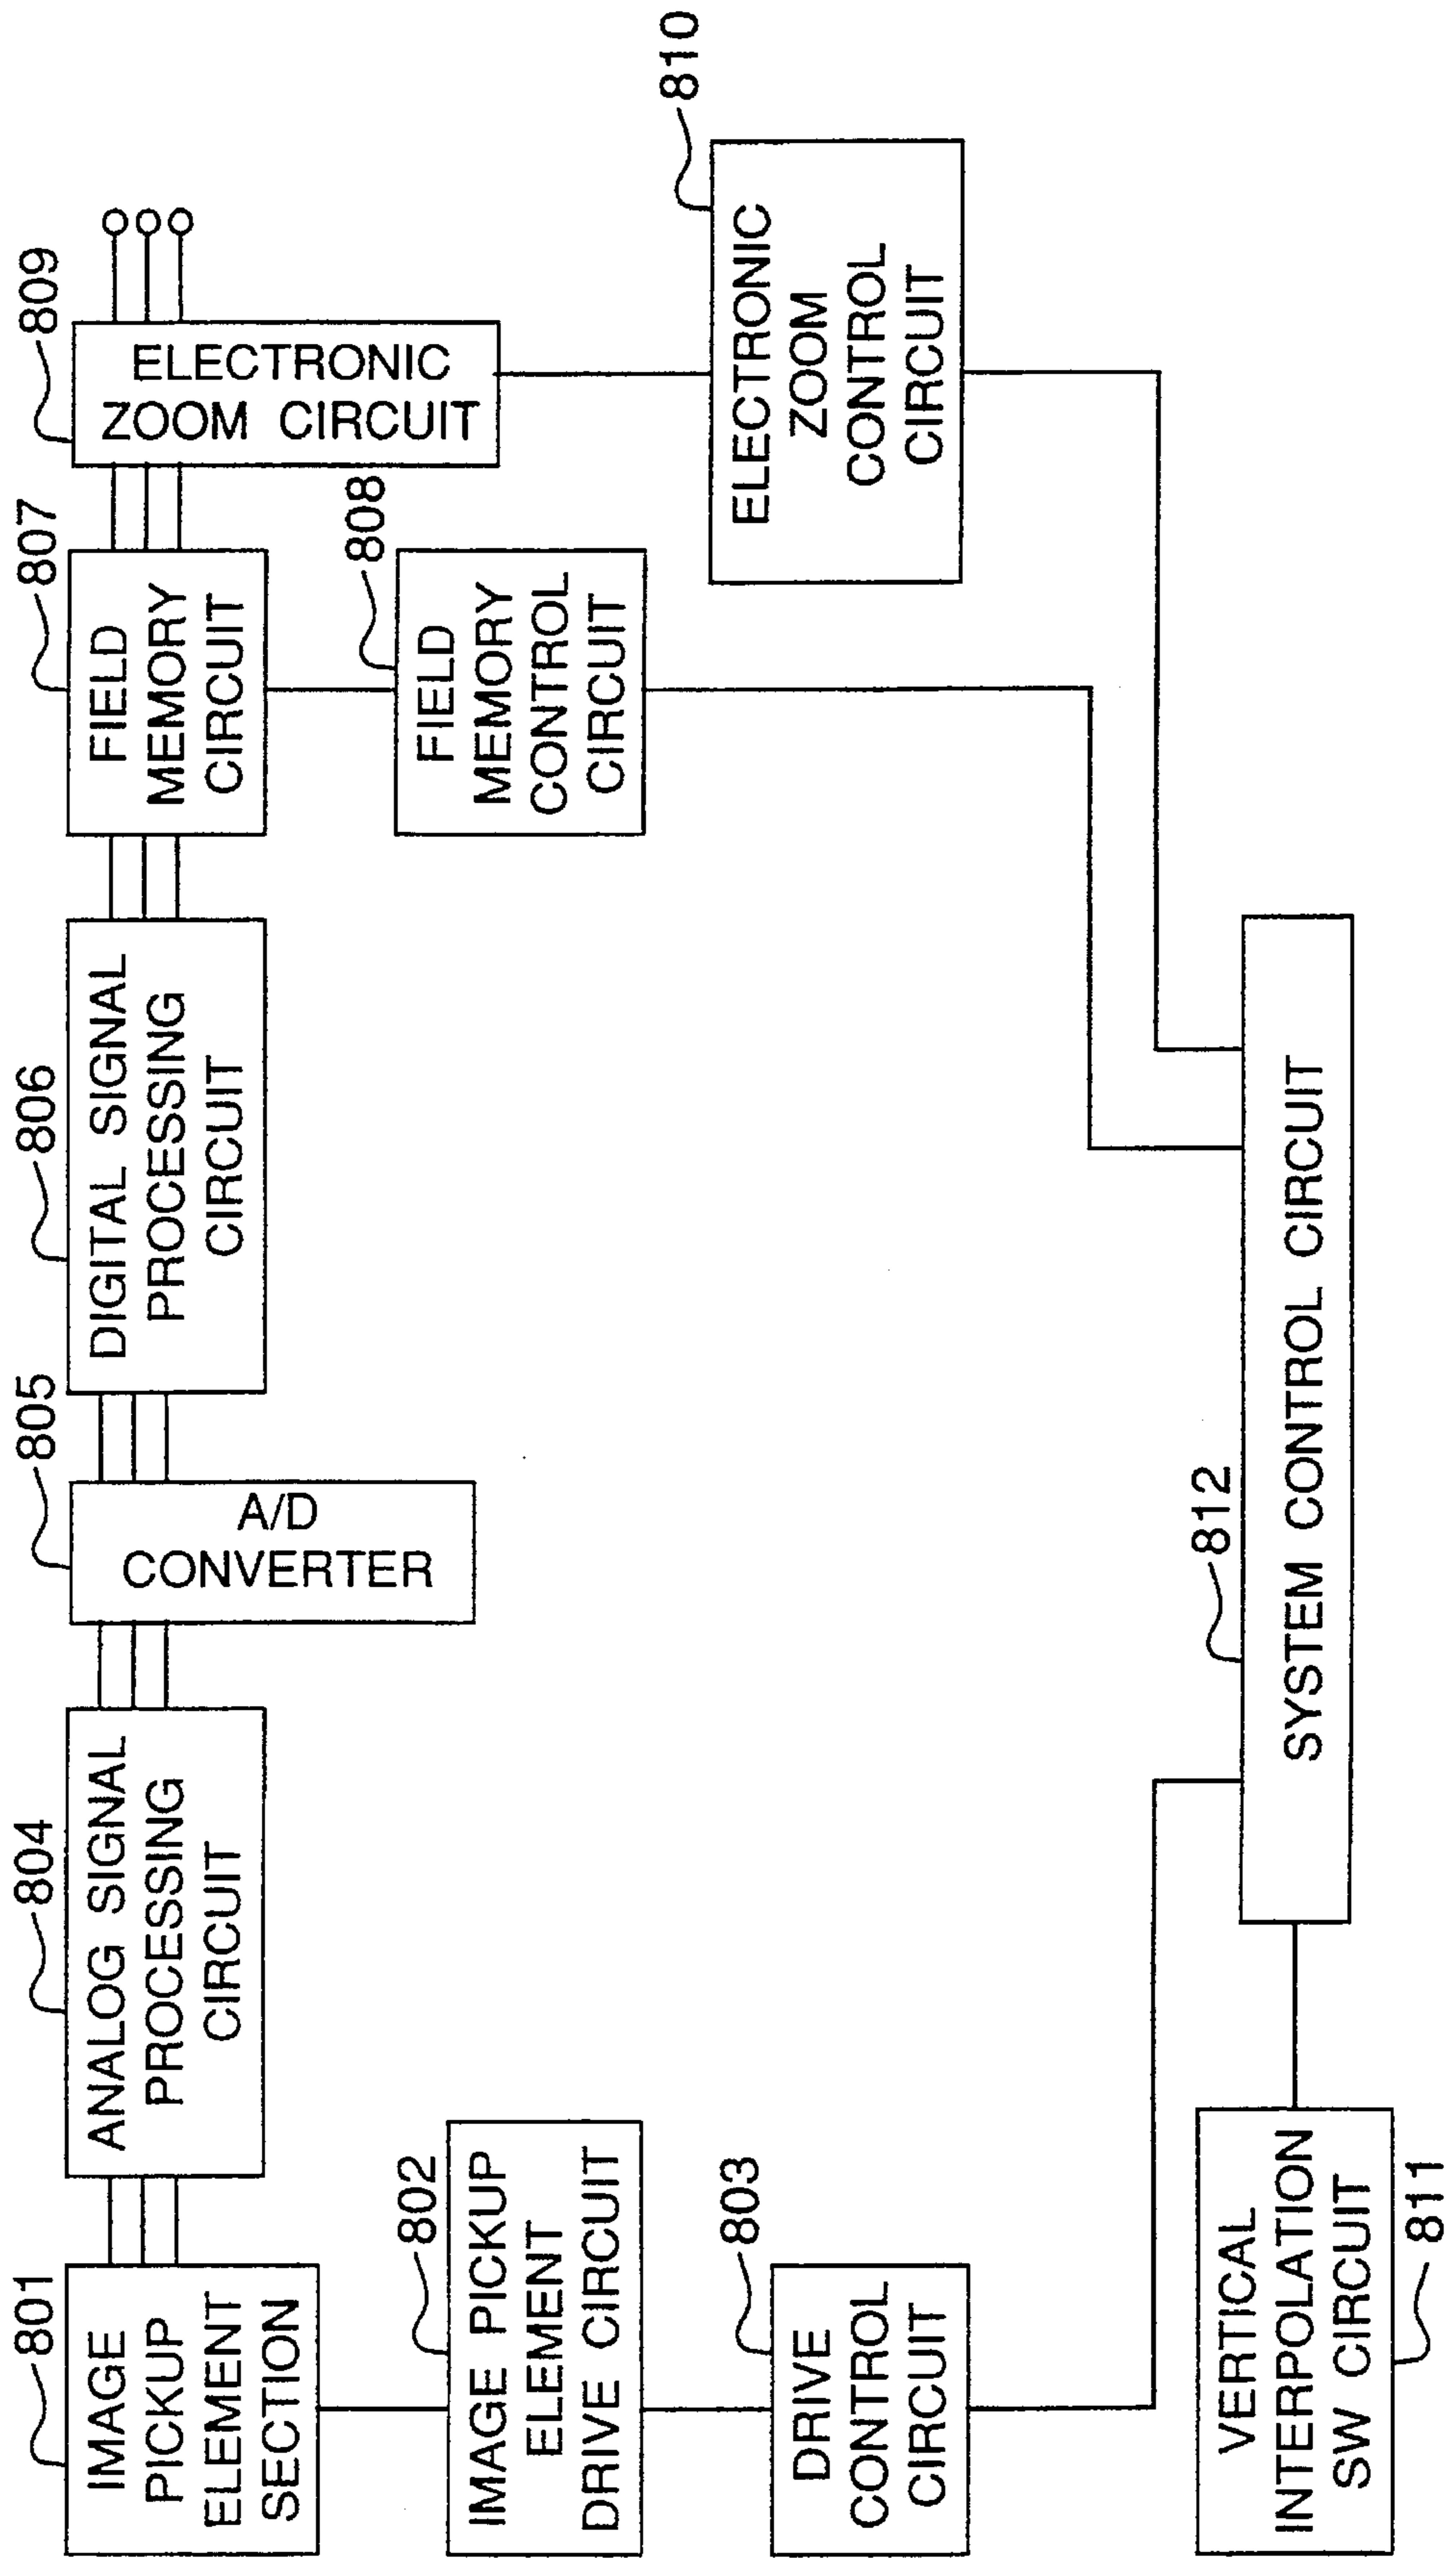 801
IMAGE
PICKUP
ELEMENT
SECTION
802
IMAGE PICKUP
ELEMENT
DRIVE CIRCUIT
803
DRIVE
CONTROL
CIRCUIT
804
ANALOG SIGNAL
PROCESSING
CIRCUIT
805
A/D
CONVERTER
806
DIGITAL SIGNAL
PROCESSING
CIRCUIT
807
FIELD
MEMORY
CIRCUIT
808
FIELD
MEMORY
CONTROL
CIRCUIT
809
ELECTRONIC
ZOOM CIRCUIT
810
ELECTRONIC
ZOOM
CONTROL
CIRCUIT
VERTICAL
INTERPOLATION
SW CIRCUIT
811
812
SYSTEM CONTROL CIRCUIT